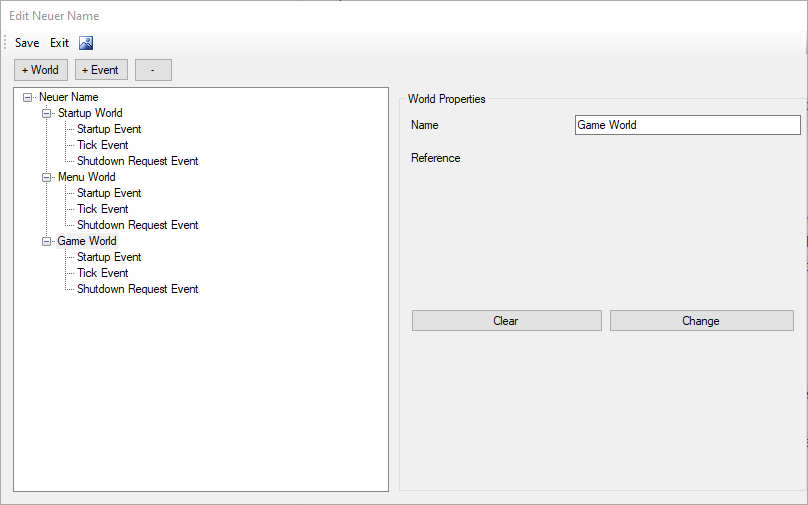 Edit Neuer Name
Save Exit
+ World + Event -
Neuer Name
Startup World
Startup Event
Tick Event
Shutdown Request Event
Menu World
Startup Event
Tick Event
Shutdown Request Event
Game World
Startup Event
Tick Event
Shutdown Request Event
World Properties
Name Game World
Reference
Clear Change